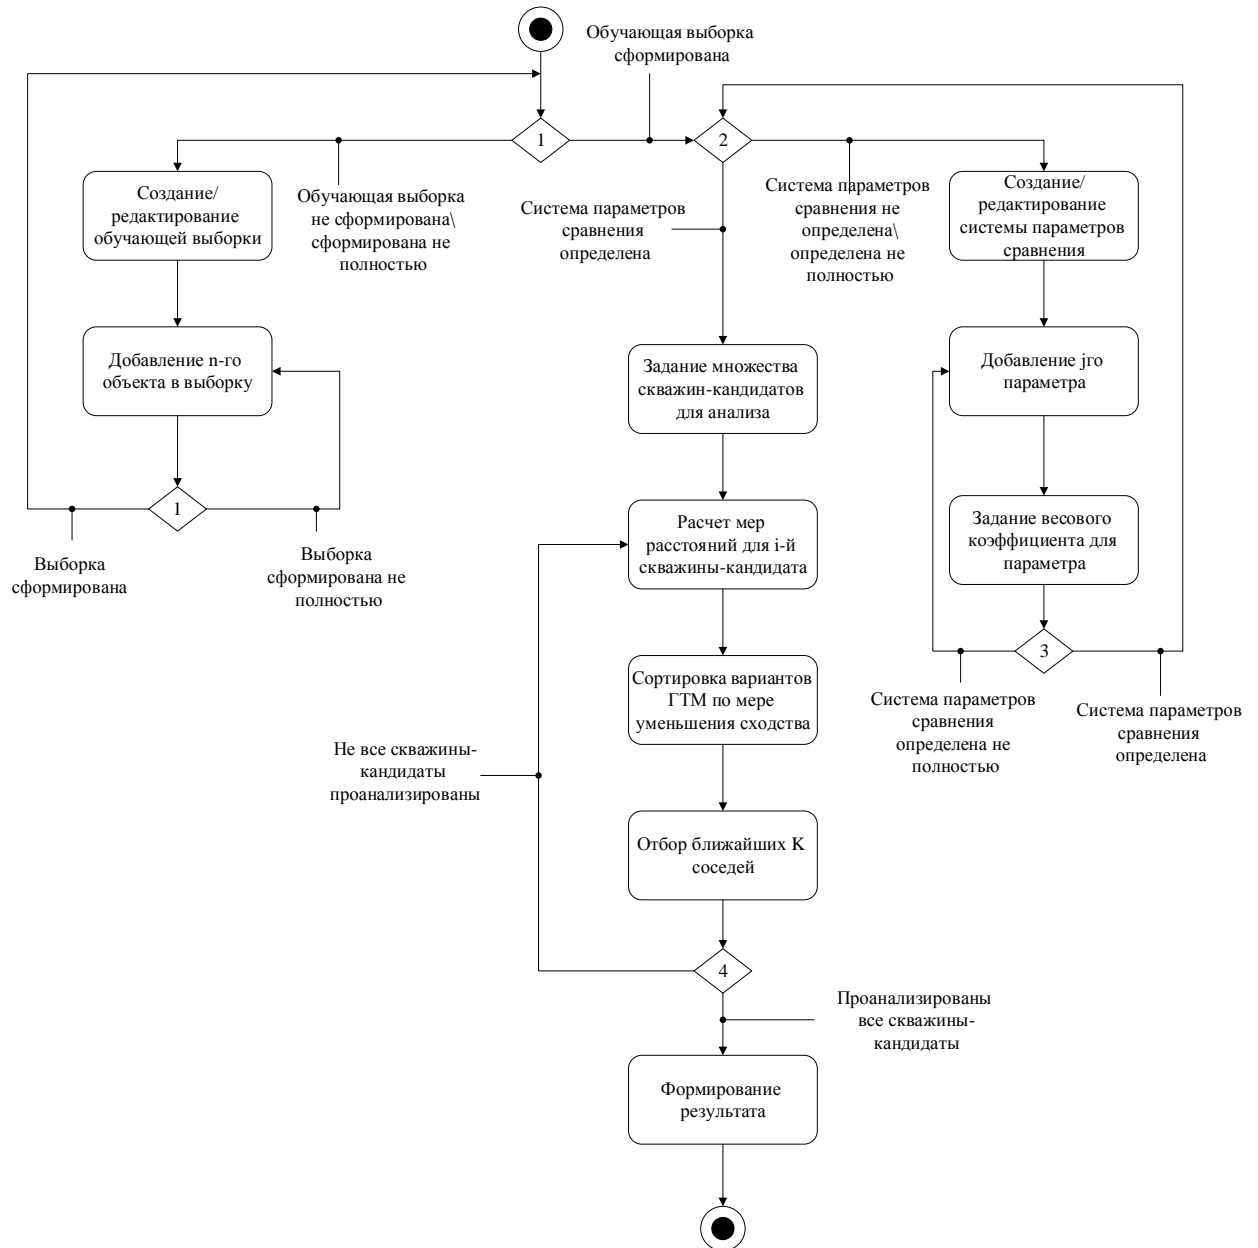 Обучающая выборка
сформирована
1
2
Создание/
редактирование
обучающей выборки
Обучающая выборка
не сформирована\
сформирована не
полностью
Система параметров
сравнения
определена
Система параметров
сравнения не
определена\
определена не
полностью
Создание/
редактирование
системы параметров
сравнения
Добавление n-го
объекта в выборку
Задание множества
скважин-кандидатов
для анализа
Добавление jго
параметра
1
Выборка
сформирована
Выборка
сформирована не
полностью
Расчет мер
расстояний для i-й
скважины-кандидата
Задание весового
коэффициента для
параметра
3
Сортировка вариантов
ГТМ по мере
уменьшения сходства
Система параметров
сравнения
определена не
полностью
Система параметров
сравнения
определена
Не все скважины-
кандидаты
проанализированы
Отбор ближайших K
соседей
4
Проанализированы
все скважины-
кандидаты
Формирование
результата